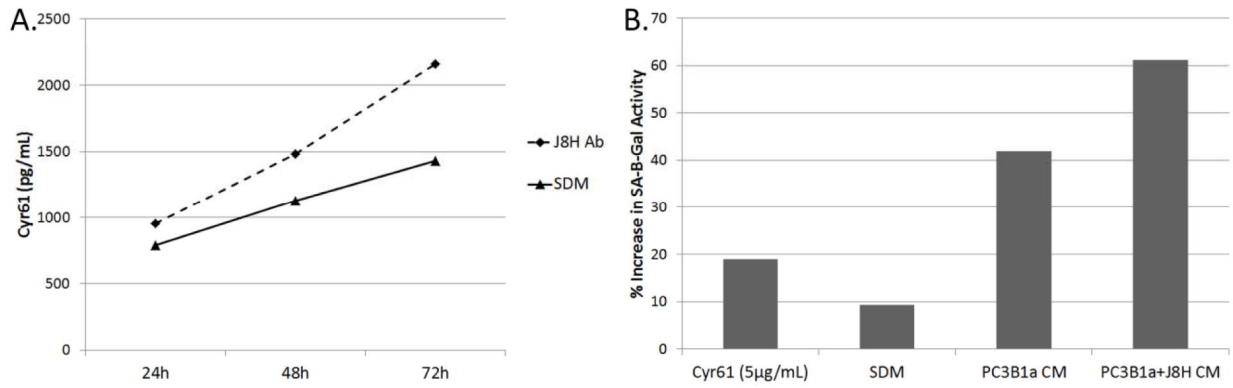 A.
Cyr61 (pg/mL)
2500
2000
1500
1000
500
0
24h
48h
72h
J8H Ab
SDM
B.
% Increase in SA-B-Gal Activity
70
60
50
40
30
20
10
0
Cyr61 (5μg/mL)
SDM
PC3B1a CM
PC3B1a+J8H CM